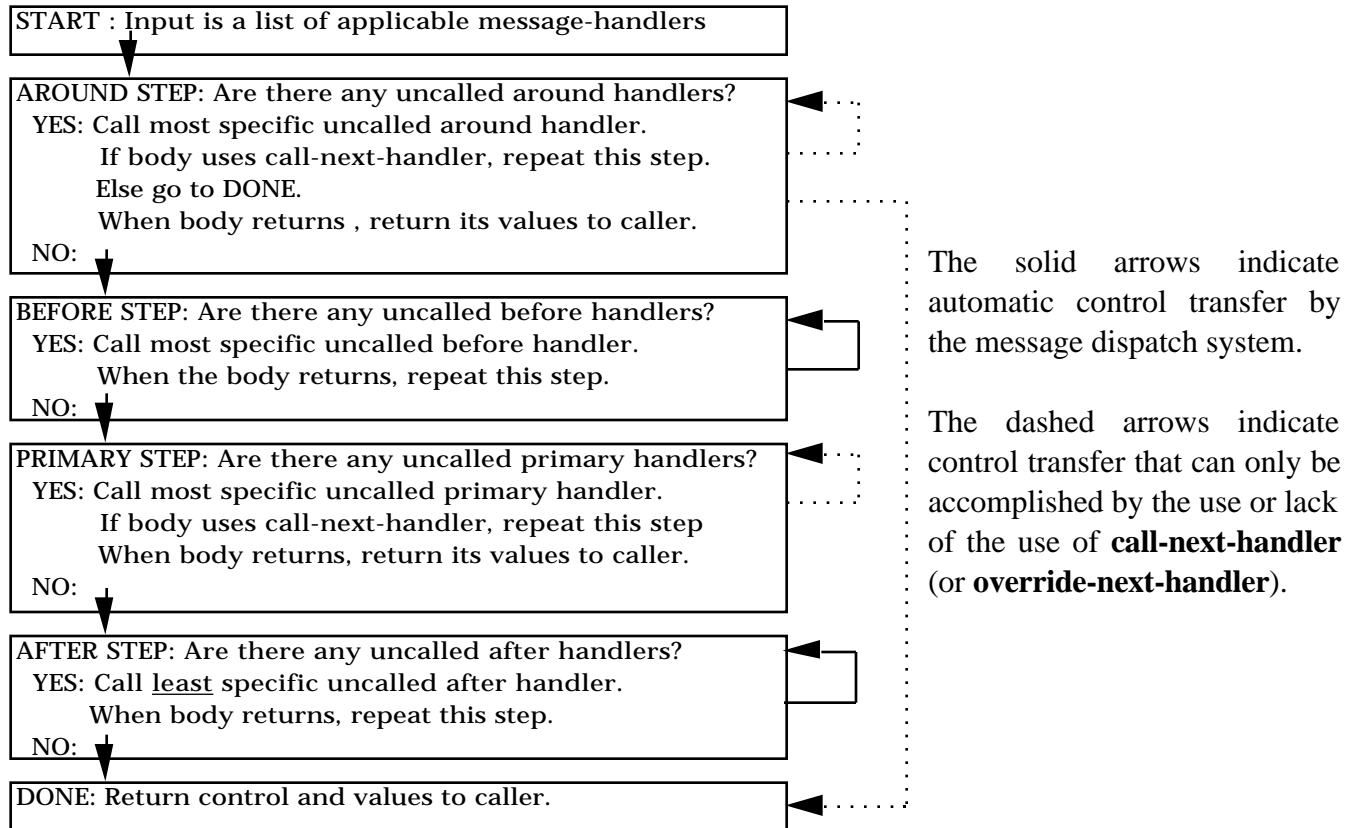 START : Input is a list of applicable message-handlers
AROUND STEP: Are there any uncalled around handlers?
YES: Call most specific uncalled around handler.
If body uses call-next-handler, repeat this step.
Else go to DONE.
When body returns , return its values to caller.
NO:
BEFORE STEP: Are there any uncalled before handlers?
YES: Call most specific uncalled before handler.
When the body returns, repeat this step.
NO:
PRIMARY STEP: Are there any uncalled primary handlers?
YES: Call most specific uncalled primary handler.
If body uses call-next-handler, repeat this step
When body returns, return its values to caller.
NO:
AFTER STEP: Are there any uncalled after handlers?
YES: Call least specific uncalled after handler.
When body returns, repeat this step.
NO:
DONE: Return control and values to caller.
The solid arrows indicate
automatic control transfer by
the message dispatch system.
The dashed arrows indicate
control transfer that can only be
accomplished by the use or lack
of the use of call-next-handler
(or override-next-handler).